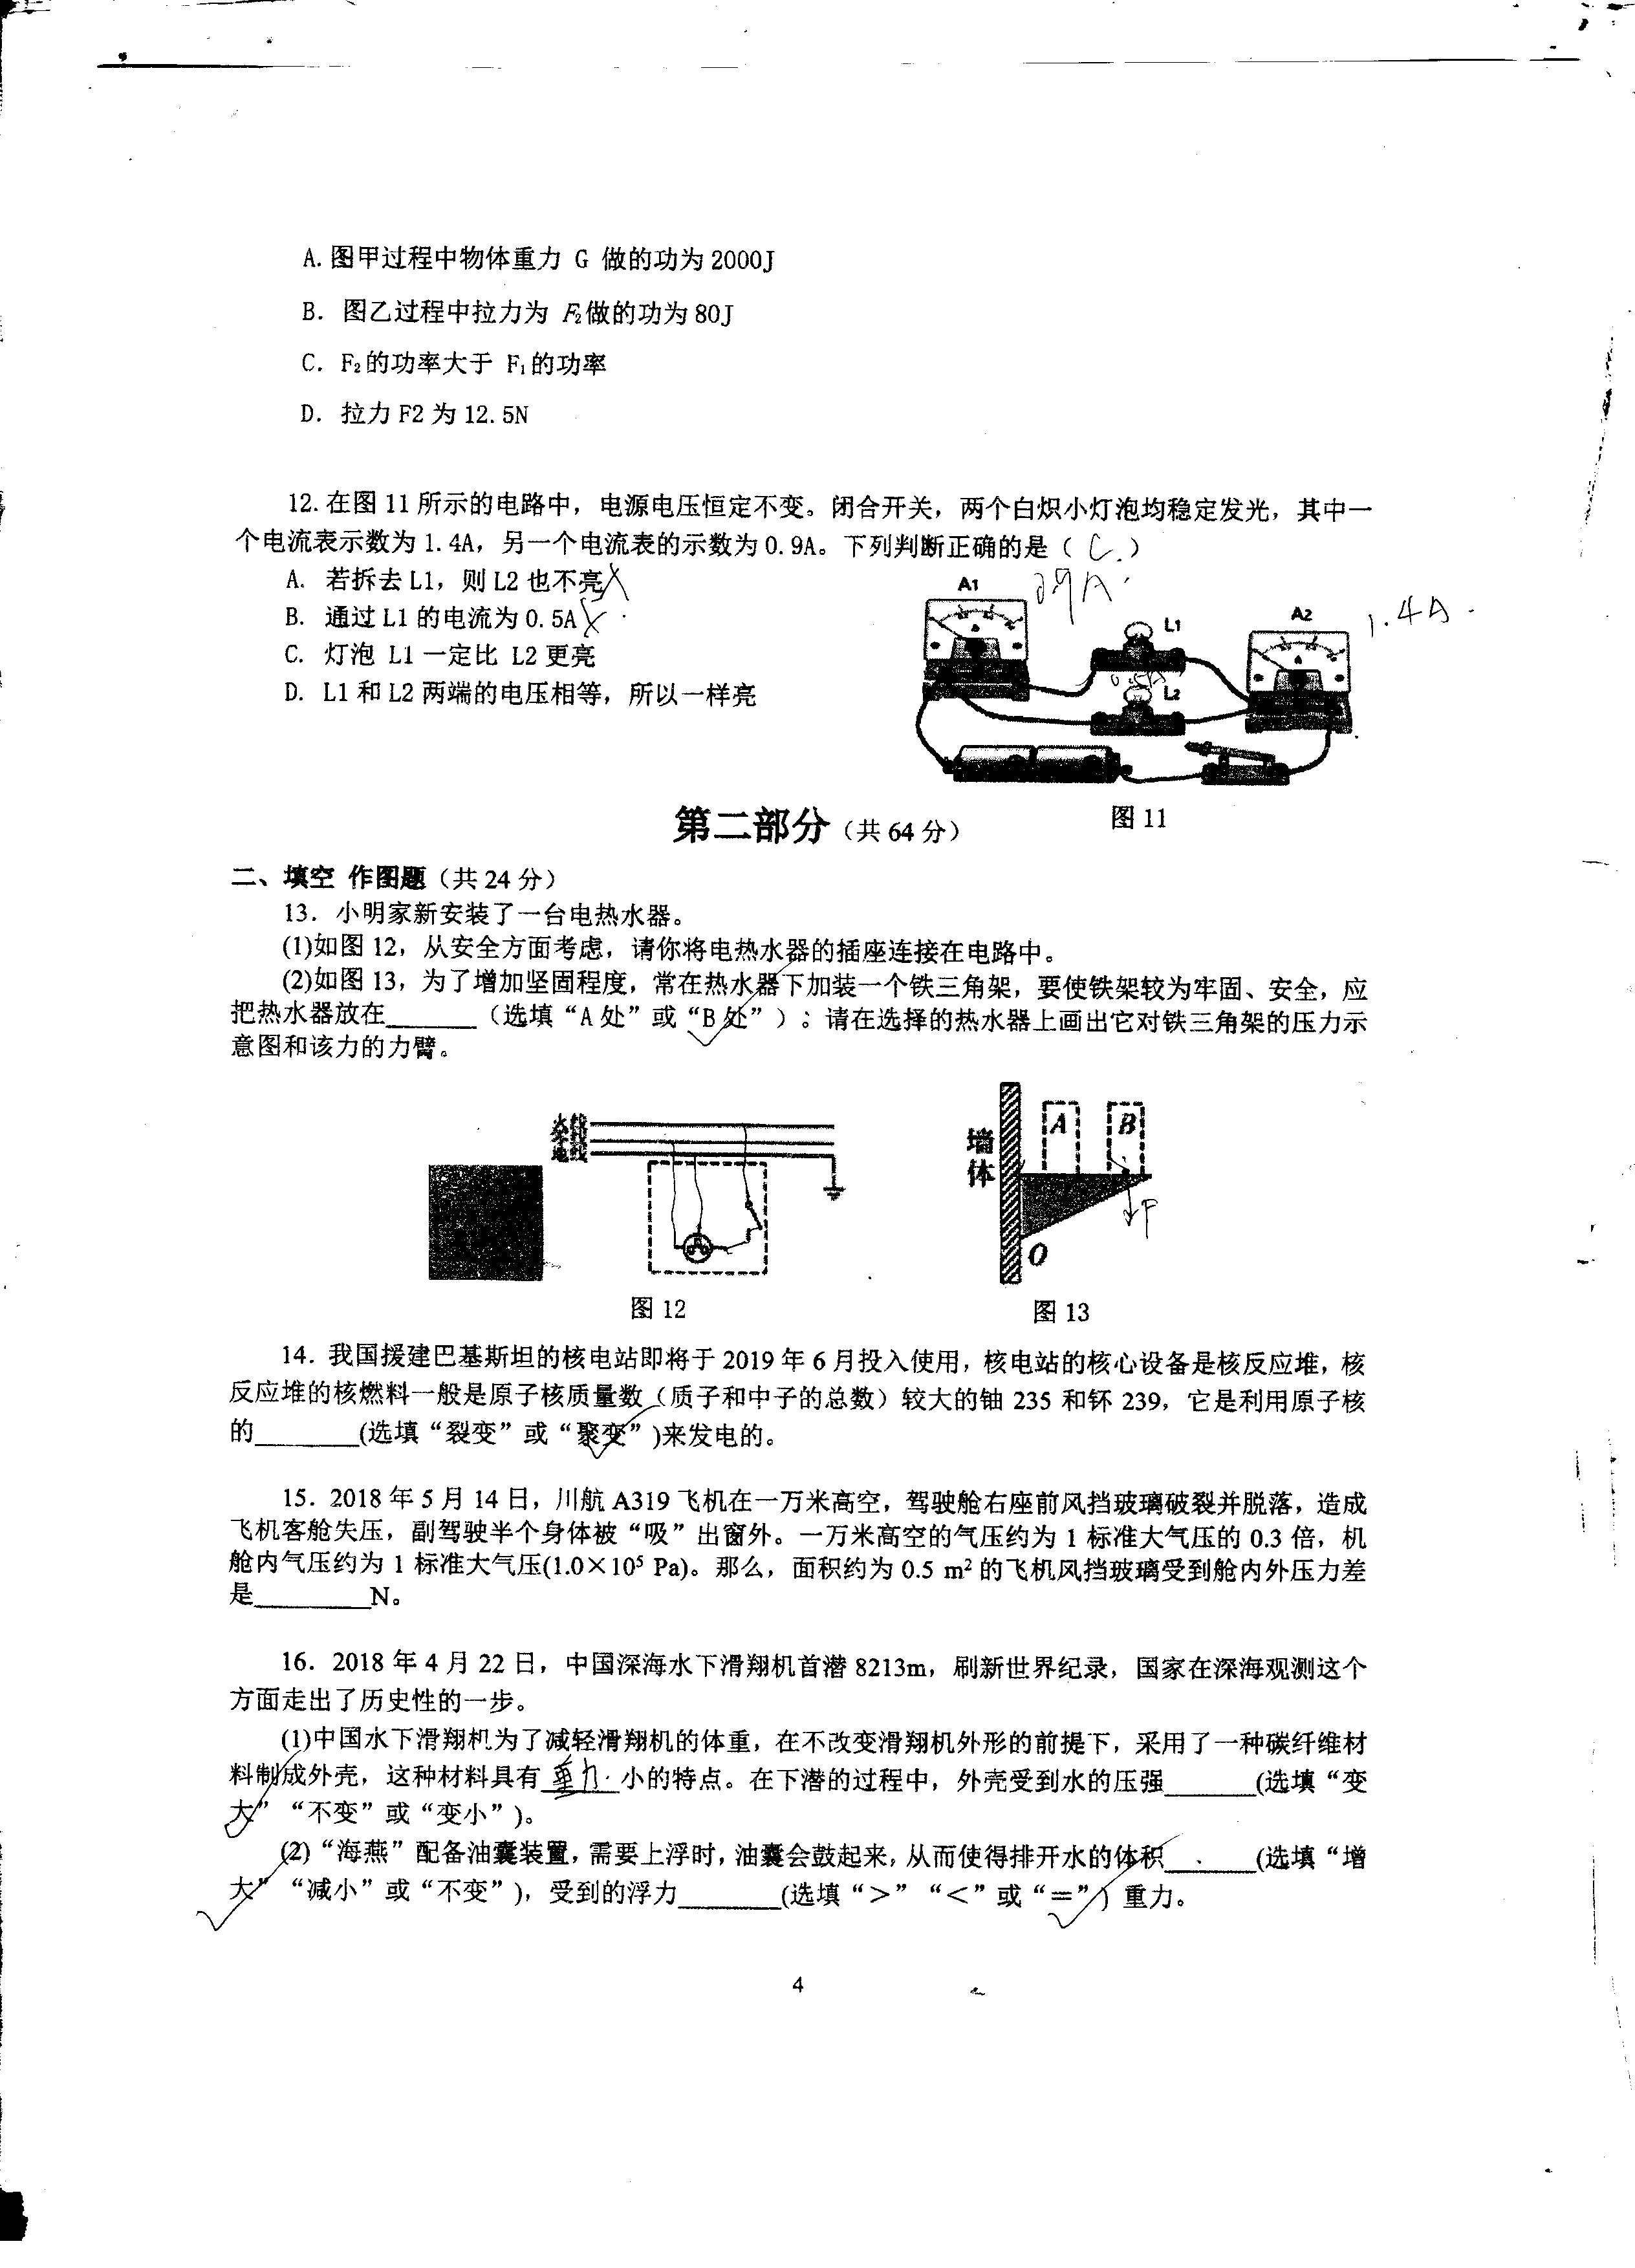 A. 图甲过程中物体重力 G 做的功为 2000J
B. 图乙过程中拉力为 F₂做的功为 80J
C. F₂的功率大于 F₁的功率
D. 拉力 F2 为 12.5N
12. 在图 11 所示的电路中，电源电压恒定不变。闭合开关，两个白炽小灯泡均稳定发光，其中一
个电流表示数为 1.4A，另一个电流表的示数为 0.9A。下列判断正确的是（ C. ）
A. 若拆去 L1，则 L2 也不亮 X
B. 通过 L1 的电流为 0.5A X
C. 灯泡 L1 一定比 L2 更亮
D. L1 和 L2 两端的电压相等，所以一样亮
A1
A2
1.4A
L1
L2
图 11
第二部分（共 64 分）
二、填空 作图题（共 24 分）
13. 小明家新安装了一台电热水器。
(1)如图 12，从安全方面考虑，请你将电热水器的插座连接在电路中。
(2)如图 13，为了增加坚固程度，常在热水器下加装一个铁三角架，要使铁架较为牢固、安全，应
把热水器放在______（选填“A 处”或“B 处”）；请在选择的热水器上画出它对铁三角架的压力示
意图和该力的力臂。
火线
零线
地线
墙体
A
B
F
O
图 12
图 13
14. 我国援建巴基斯坦的核电站即将于 2019 年 6 月投入使用，核电站的核心设备是核反应堆，核
反应堆的核燃料一般是原子核质量数（质子和中子的总数）较大的铀 235 和钚 239，它是利用原子核
的______(选填“裂变”或“聚变”)来发电的。
15. 2018 年 5 月 14 日，川航 A319 飞机在一万米高空，驾驶舱右座前风挡玻璃破裂并脱落，造成
飞机客舱失压，副驾驶半个身体被“吸”出窗外。一万米高空的气压约为 1 标准大气压的 0.3 倍，机
舱内气压约为 1 标准大气压(1.0×10⁵ Pa)。那么，面积约为 0.5 m² 的飞机风挡玻璃受到舱内外压力差
是______N。
16. 2018 年 4 月 22 日，中国深海水下滑翔机首潜 8213m，刷新世界纪录，国家在深海观测这个
方面走出了历史性的一步。
(1)中国水下滑翔机为了减轻滑翔机的体重，在不改变滑翔机外形的前提下，采用了一种碳纤维材
料制成外壳，这种材料具有 重力 小的特点。在下潜的过程中，外壳受到水的压强______(选填“变
大”“不变”或“变小”)。
(2)“海燕”配备油囊装置，需要上浮时，油囊会鼓起来，从而使得排开水的体积______(选填“增
大”“减小”或“不变”)，受到的浮力______(选填“＞”“＜”或“＝”) 重力。
4